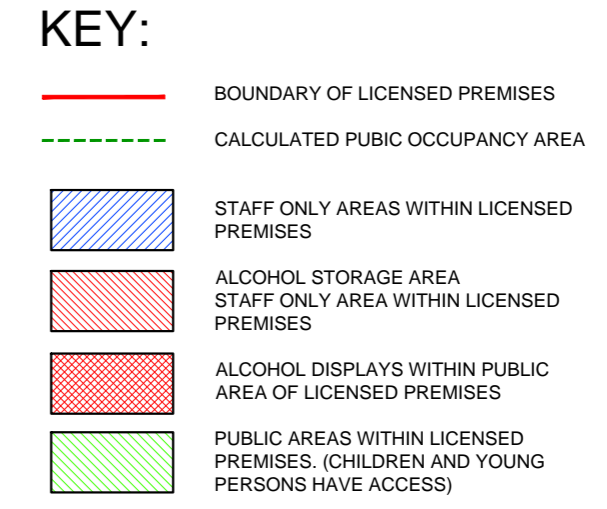 KEY:
BOUNDARY OF LICENSED PREMISES
CALCULATED PUBIC OCCUPANCY AREA
STAFF ONLY AREAS WITHIN LICENSED
PREMISES
ALCOHOL STORAGE AREA
STAFF ONLY AREA WITHIN LICENSED
PREMISES
ALCOHOL DISPLAYS WITHIN PUBLIC
AREA OF LICENSED PREMISES
PUBLIC AREAS WITHIN LICENSED
PREMISES. (CHILDREN AND YOUNG
PERSONS HAVE ACCESS)